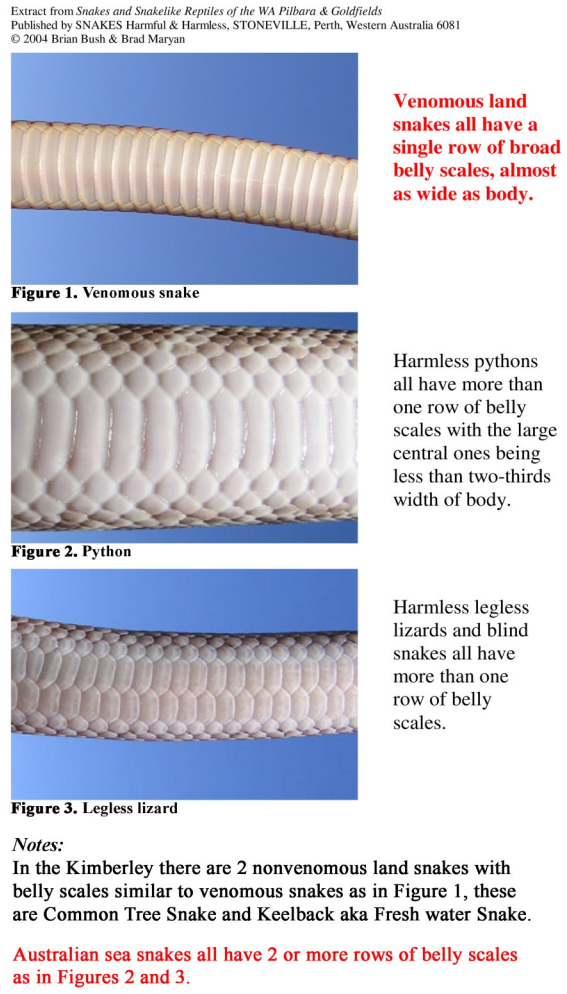 Extract from Snakes and Snakelike Reptiles of the WA Pilbara & Goldfields
Published by SNAKES Harmful & Harmless, STONEVILLE, Perth, Western Australia 6081
© 2004 Brian Bush & Brad Maryan
Venomous land
snakes all have a
single row of broad
belly scales, almost
as wide as body.
Figure 1. Venomous snake
Harmless pythons
all have more than
one row of belly
scales with the large
central ones being
less than two-thirds
width of body.
Figure 2. Python
Harmless legless
lizards and blind
snakes all have
more than one
row of belly
scales.
Figure 3. Legless lizard
Notes:
In the Kimberley there are 2 nonvenomous land snakes with
belly scales similar to venomous snakes as in Figure 1, these
are Common Tree Snake and Keelback aka Fresh water Snake.
Australian sea snakes all have 2 or more rows of belly scales
as in Figures 2 and 3.